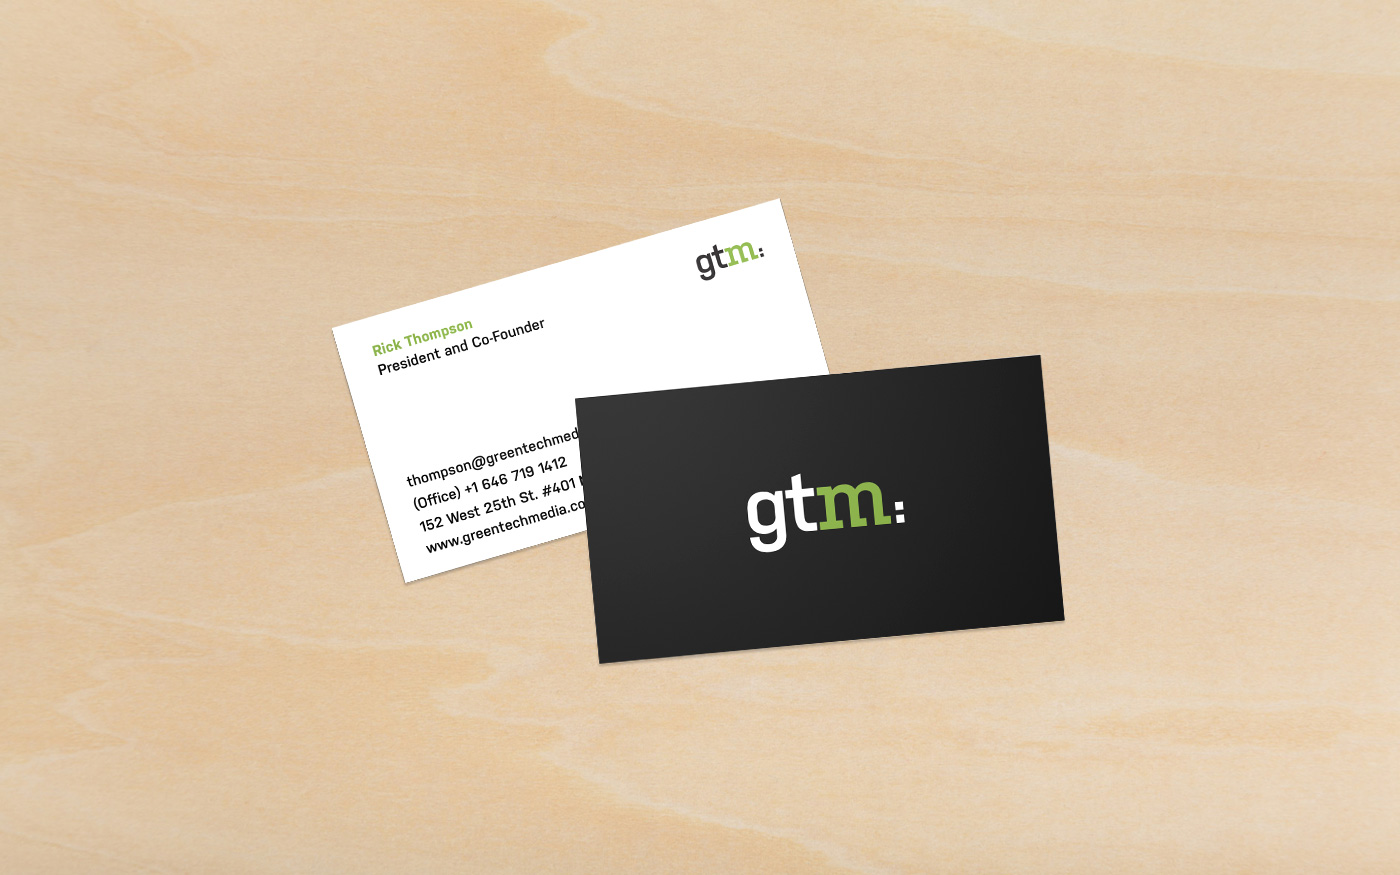 gtm:
Rick Thompson
President and Co-Founder
thompson@greentechmed
(Office) +1 646 719 1412
152 West 25th St. #401
www.greentechmedia.co
gtm: